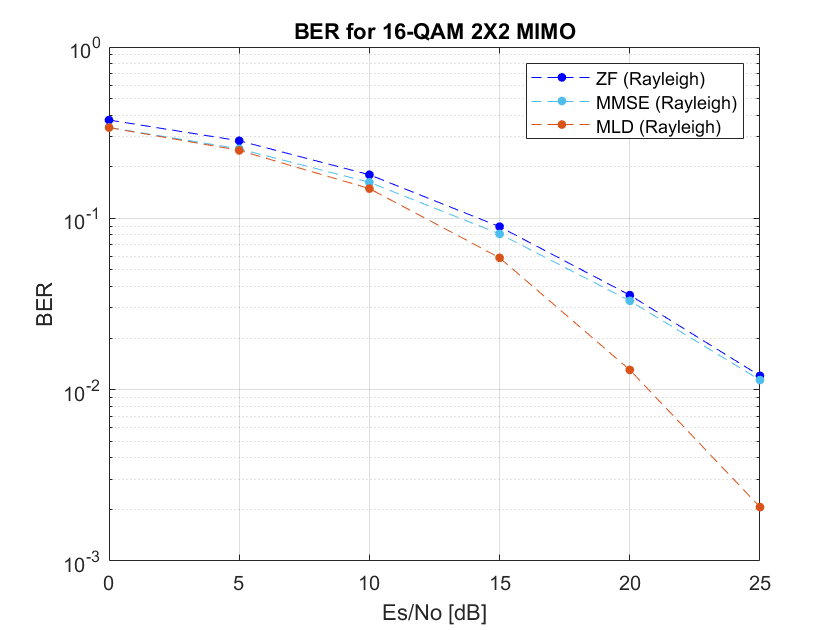 BER for 16-QAM 2X2 MIMO
ZF (Rayleigh)
MMSE (Rayleigh)
MLD (Rayleigh)
10^0
10^-1
10^-2
10^-3
BER
0 5 10 15 20 25
Es/No [dB]